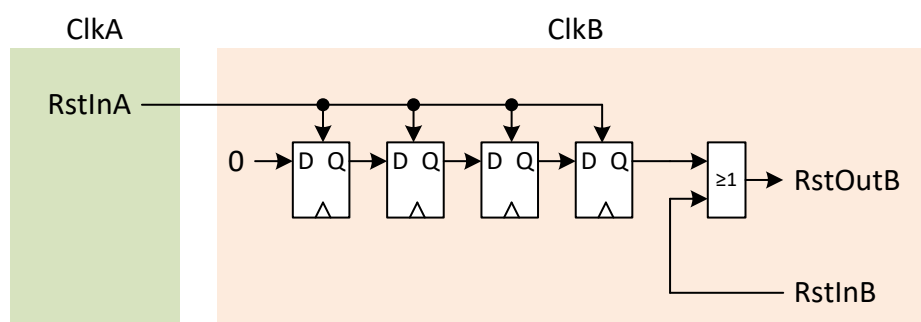 ClkA
ClkB
RstInA
0
D Q
D Q
D Q
D Q
≥1
RstOutB
RstInB